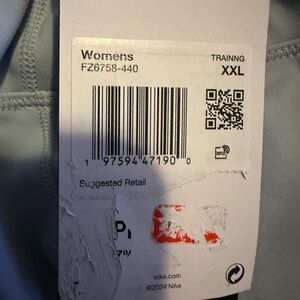 Womens
FZ6758-440
TRAINNG
XXL
1 97594 47190 0
Suggested Retail
nike.com
©2024 Nike